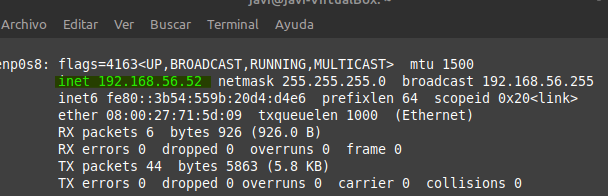 javi@javi-VirtualBox: ~
Archivo Editar Ver Buscar Terminal Ayuda
enp0s8: flags=4163<UP,BROADCAST,RUNNING,MULTICAST> mtu 1500
inet 192.168.56.52 netmask 255.255.255.0 broadcast 192.168.56.255
inet6 fe80::3b54:559b:20d4:d4e6 prefixlen 64 scopeid 0x20<link>
ether 08:00:27:71:5d:09 txqueuelen 1000 (Ethernet)
RX packets 6 bytes 926 (926.0 B)
RX errors 0 dropped 0 overruns 0 frame 0
TX packets 44 bytes 5863 (5.8 KB)
TX errors 0 dropped 0 overruns 0 carrier 0 collisions 0